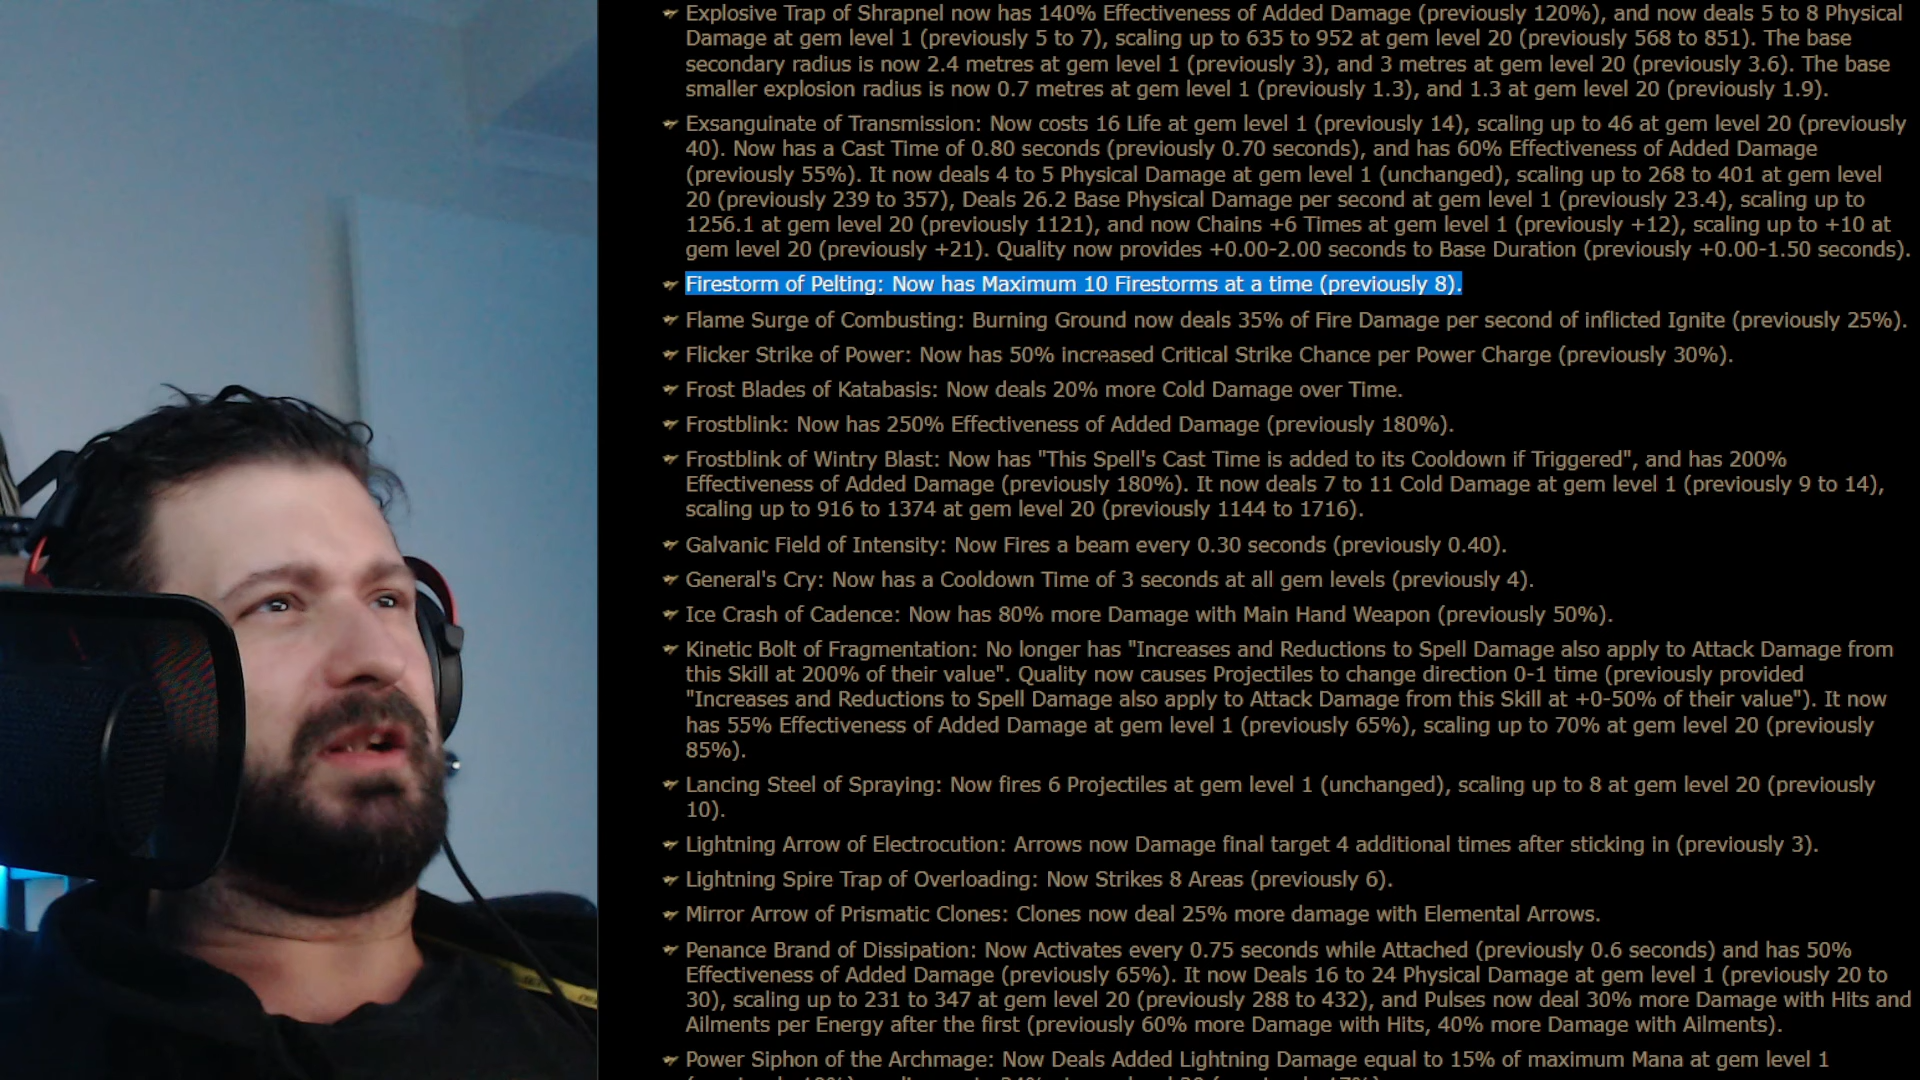 Explosive Trap of Shrapnel now has 140% Effectiveness of Added Damage (previously 120%), and now deals 5 to 8 Physical
Damage at gem level 1 (previously 5 to 7), scaling up to 635 to 952 at gem level 20 (previously 568 to 851). The base
secondary radius is now 2.4 metres at gem level 1 (previously 3), and 3 metres at gem level 20 (previously 3.6). The base
smaller explosion radius is now 0.7 metres at gem level 1 (previously 1.3), and 1.3 at gem level 20 (previously 1.9).
Exsanguinate of Transmission: Now costs 16 Life at gem level 1 (previously 14), scaling up to 46 at gem level 20 (previously
40). Now has a Cast Time of 0.80 seconds (previously 0.70 seconds), and has 60% Effectiveness of Added Damage
(previously 55%). It now deals 4 to 5 Physical Damage at gem level 1 (unchanged), scaling up to 268 to 401 at gem level
20 (previously 239 to 357), Deals 26.2 Base Physical Damage per second at gem level 1 (previously 23.4), scaling up to
1256.1 at gem level 20 (previously 1121), and now Chains +6 Times at gem level 1 (previously +12), scaling up to +10 at
gem level 20 (previously +21). Quality now provides +0.00-2.00 seconds to Base Duration (previously +0.00-1.50 seconds).
Firestorm of Pelting: Now has Maximum 10 Firestorms at a time (previously 8).
Flame Surge of Combusting: Burning Ground now deals 35% of Fire Damage per second of inflicted Ignite (previously 25%).
Flicker Strike of Power: Now has 50% increased Critical Strike Chance per Power Charge (previously 30%).
Frost Blades of Katabasis: Now deals 20% more Cold Damage over Time.
Frostblink: Now has 250% Effectiveness of Added Damage (previously 180%).
Frostblink of Wintry Blast: Now has "This Spell's Cast Time is added to its Cooldown if Triggered", and has 200%
Effectiveness of Added Damage (previously 180%). It now deals 7 to 11 Cold Damage at gem level 1 (previously 9 to 14),
scaling up to 916 to 1374 at gem level 20 (previously 1144 to 1716).
Galvanic Field of Intensity: Now Fires a beam every 0.30 seconds (previously 0.40).
General's Cry: Now has a Cooldown Time of 3 seconds at all gem levels (previously 4).
Ice Crash of Cadence: Now has 80% more Damage with Main Hand Weapon (previously 50%).
Kinetic Bolt of Fragmentation: No longer has "Increases and Reductions to Spell Damage also apply to Attack Damage from
this Skill at 200% of their value". Quality now causes Projectiles to change direction 0-1 time (previously provided
"Increases and Reductions to Spell Damage also apply to Attack Damage from this Skill at +0-50% of their value"). It now
has 55% Effectiveness of Added Damage at gem level 1 (previously 65%), scaling up to 70% at gem level 20 (previously
85%).
Lancing Steel of Spraying: Now fires 6 Projectiles at gem level 1 (unchanged), scaling up to 8 at gem level 20 (previously
10).
Lightning Arrow of Electrocution: Arrows now Damage final target 4 additional times after sticking in (previously 3).
Lightning Spire Trap of Overloading: Now Strikes 8 Areas (previously 6).
Mirror Arrow of Prismatic Clones: Clones now deal 25% more damage with Elemental Arrows.
Penance Brand of Dissipation: Now Activates every 0.75 seconds while Attached (previously 0.6 seconds) and has 50%
Effectiveness of Added Damage (previously 65%). It now Deals 16 to 24 Physical Damage at gem level 1 (previously 20 to
30), scaling up to 231 to 347 at gem level 20 (previously 288 to 432), and Pulses now deal 30% more Damage with Hits and
Ailments per Energy after the first (previously 60% more Damage with Hits, 40% more Damage with Ailments).
Power Siphon of the Archmage: Now Deals Added Lightning Damage equal to 15% of maximum Mana at gem level 1